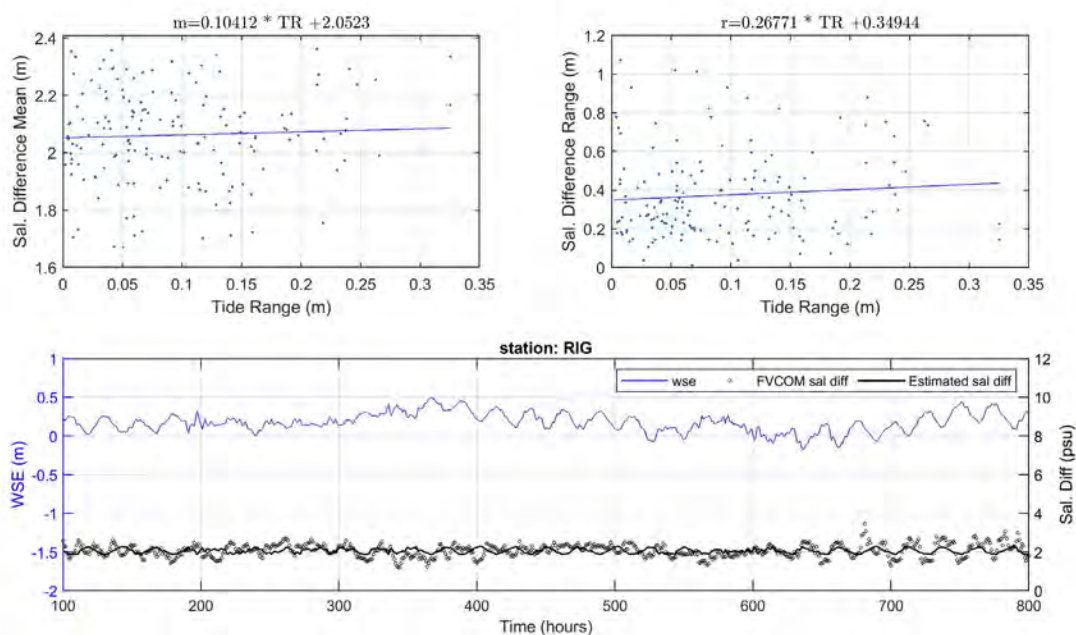 m=0.10412 * TR +2.0523
r=0.26771 * TR +0.34944
2.4
2.2
2
1.8
1.6
Sal. Difference Mean (m)
0 0.05 0.1 0.15 0.2 0.25 0.3 0.35
Tide Range (m)
1.2
1
0.8
0.6
0.4
0.2
0
Sal. Difference Range (m)
0 0.05 0.1 0.15 0.2 0.25 0.3 0.35
Tide Range (m)
station: RIG
1
0.5
0
-0.5
-1
-1.5
-2
WSE (m)
wse FVCOM sal diff Estimated sal diff
12
10
8
6
4
2
0
Sal. Diff (psu)
100 200 300 400 500 600 700 800
Time (hours)